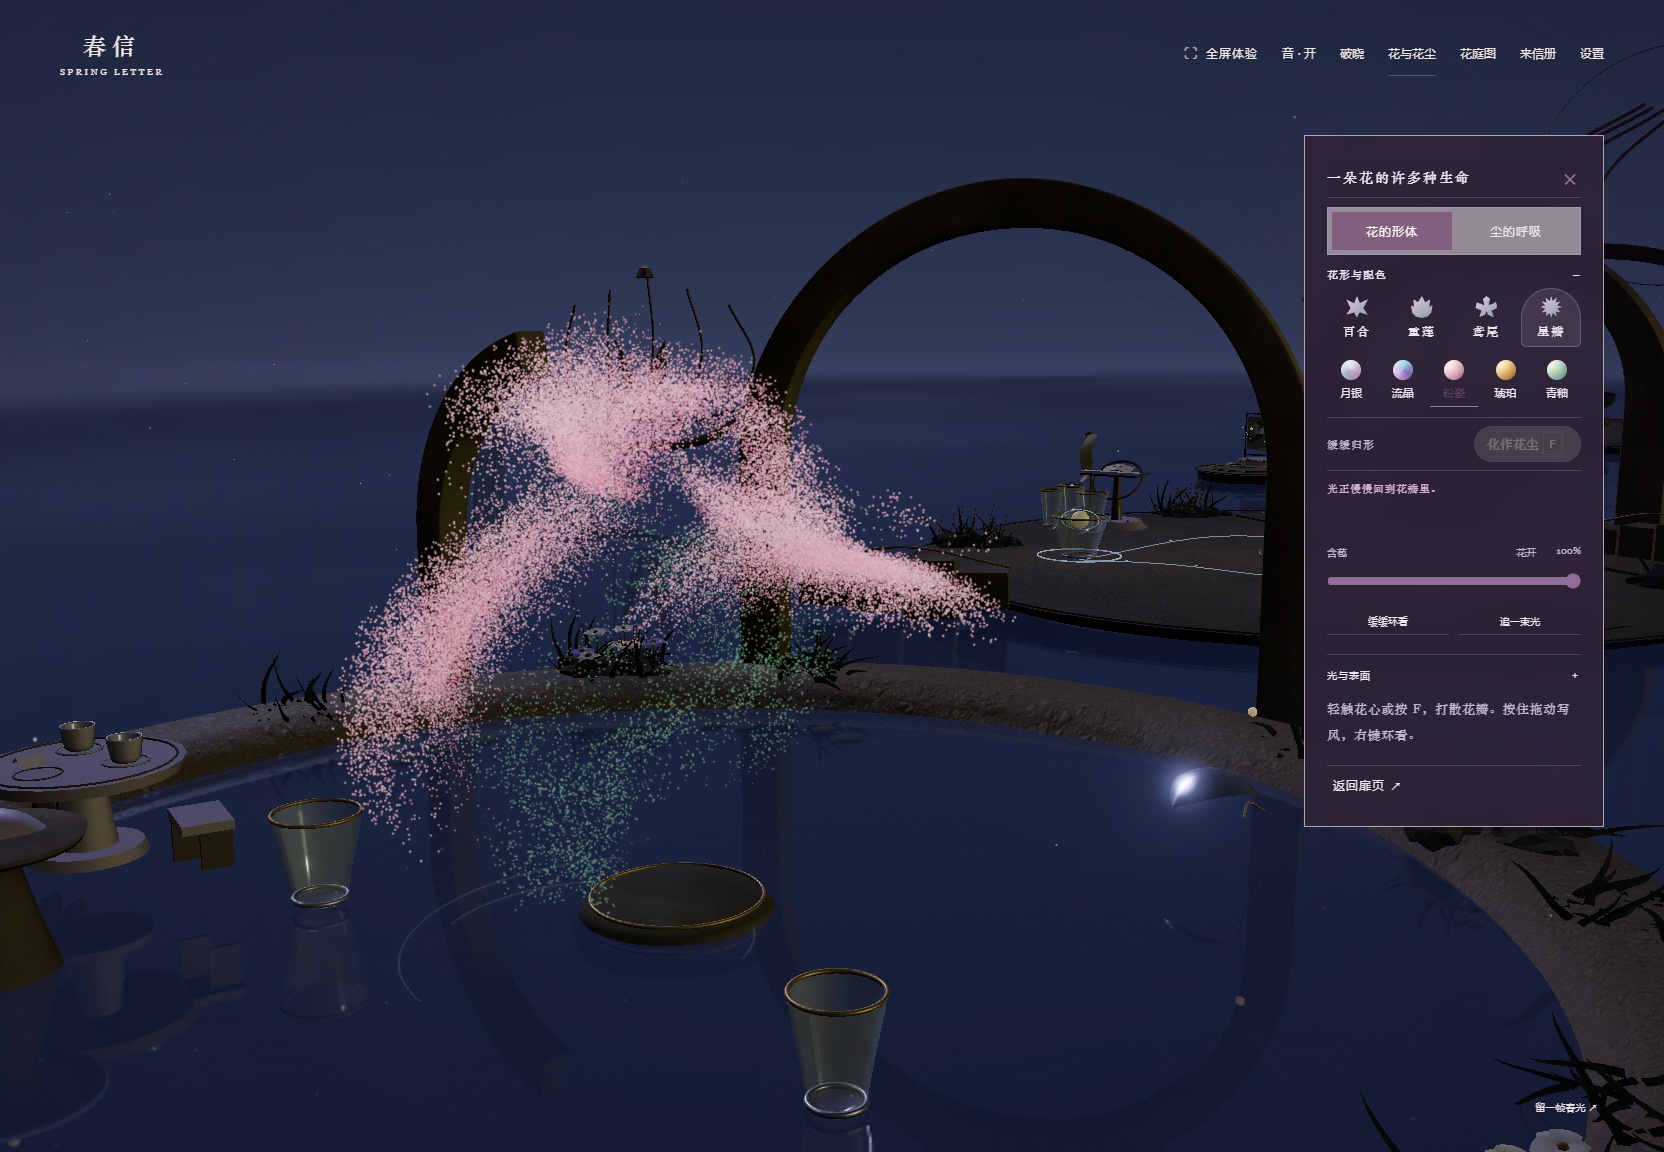 春信
SPRING LETTER
全屏体验 音·开 破晓 花与花尘 花庭图 来信册 设置
一朵花的许多种生命
花的形体 尘的呼吸
花形与配色
百合 重莲 鸢尾 星瓣
月银 流晶 粉瓷 琥珀 青釉
缓缓归形 化作花尘 F
光正慢慢回到花瓣里。
含苞 花开 100%
缓缓环看 追一束光
光与表面 +
轻触花心或按 F，打散花瓣。按住拖动写
风，右键环看。
返回扉页 ↗
留一帧春光 ↗